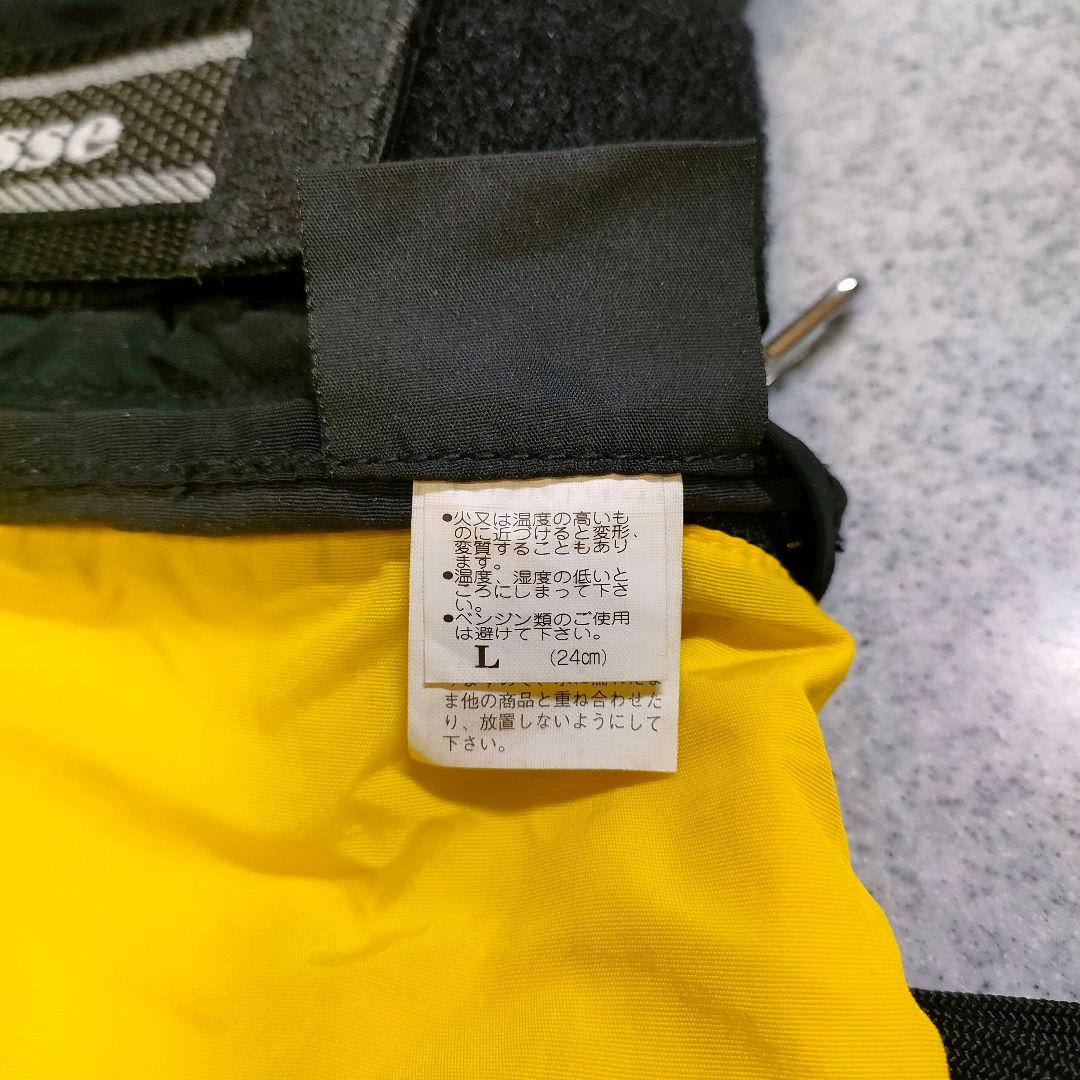 sse
●火又は温度の高いも
のに近づけると変形、
変質することもあり
ます。
●温度、湿度の低いと
ころにしまって下さ
い。
●ベンジン類のご使用
は避けて下さい。
L (24cm)
ま他の商品と重ね合わせた
り、放置しないようにして
下さい。